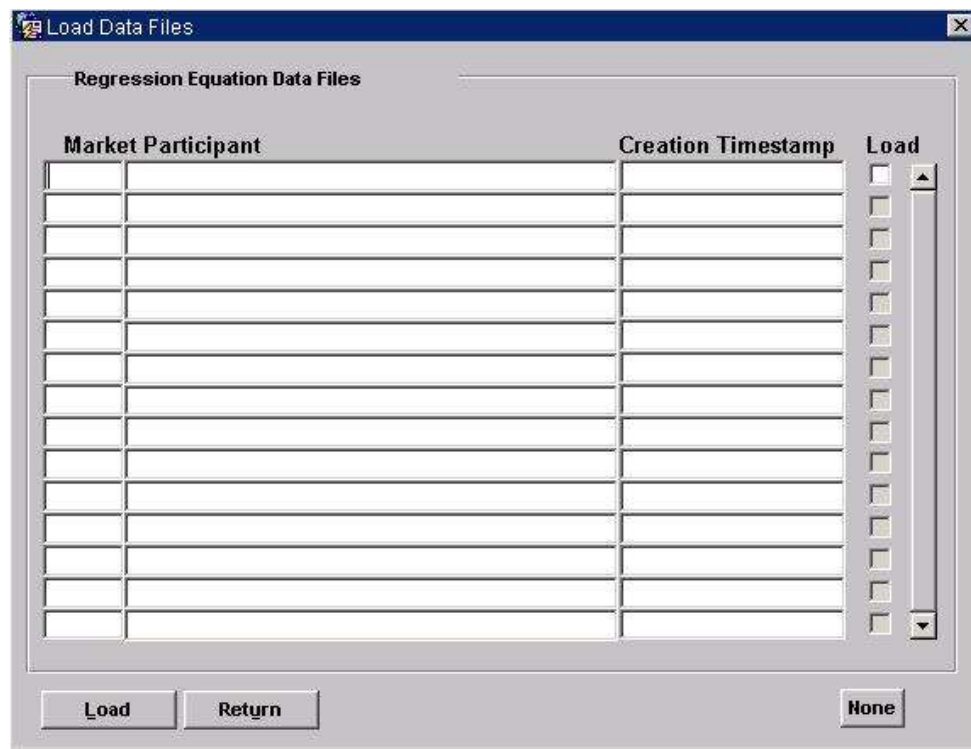 Load Data Files
Regression Equation Data Files
Market Participant Creation Timestamp Load
Load Return None